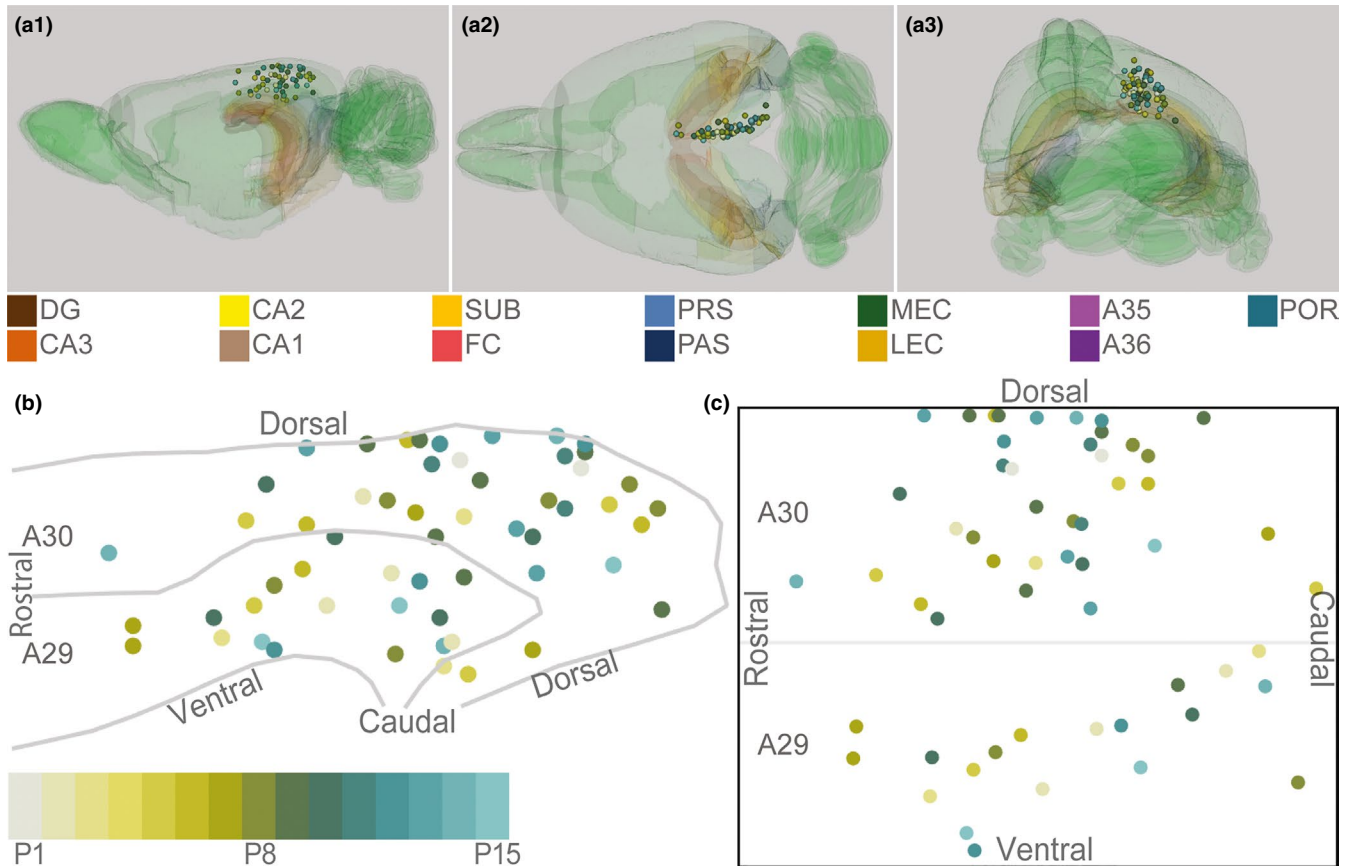 (a1)
(a2)
(a3)
DG CA2 SUB PRS MEC A35 POR
CA3 CA1 FC PAS LEC A36
(b)
Dorsal
A30
Rostral
A29
Ventral
Caudal
Dorsal
P1 P8 P15
(c)
Dorsal
A30
Rostral
Caudal
A29
Ventral